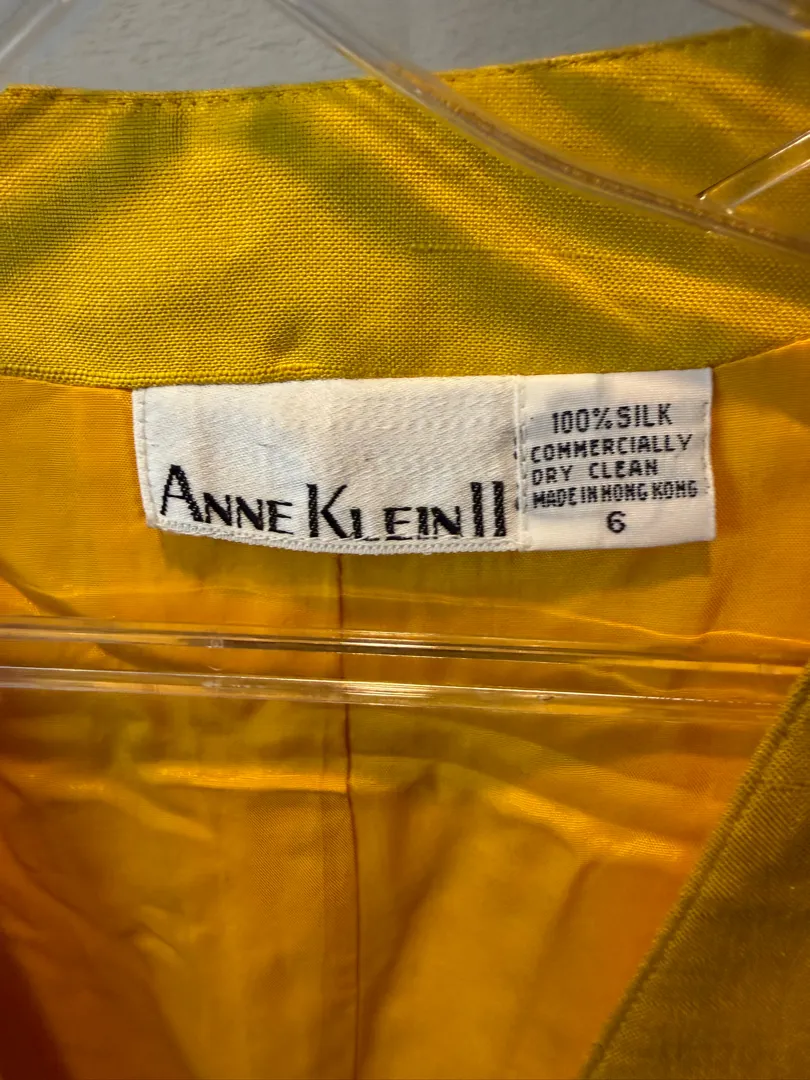 ANNE KLEIN II
100% SILK
COMMERCIALLY
DRY CLEAN
MADE IN HONG KONG
6